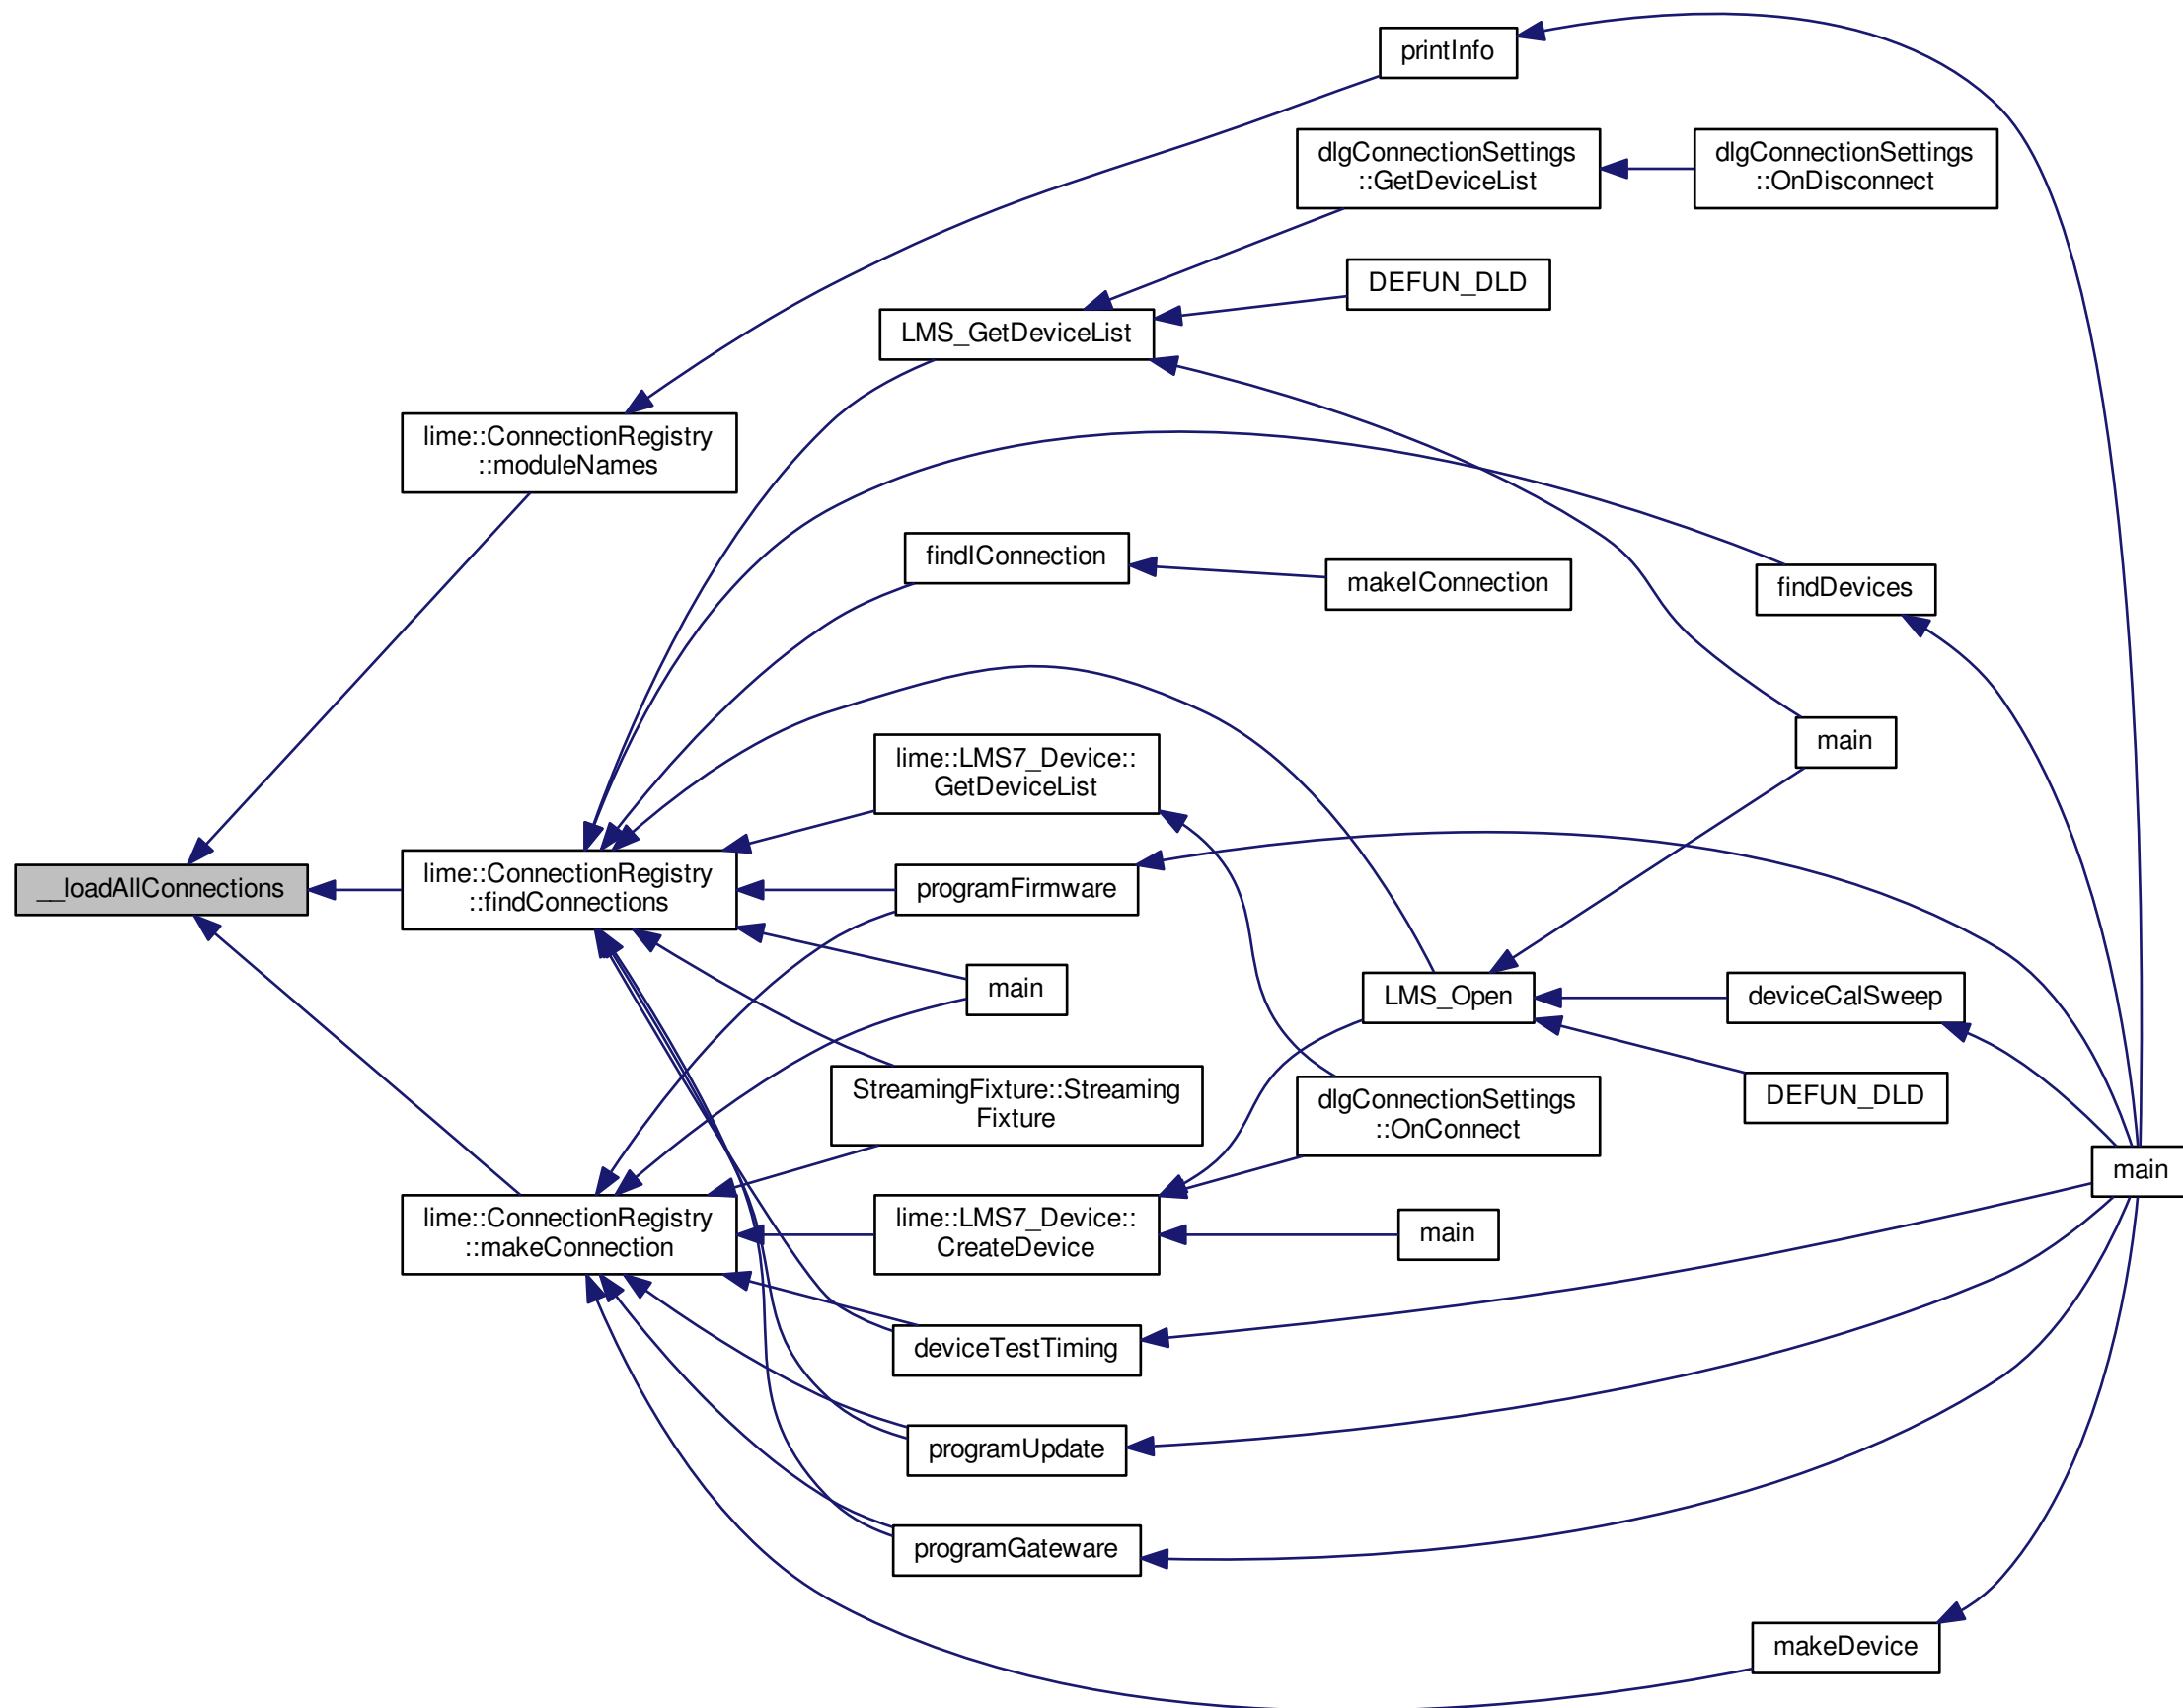 printInfo
dlgConnectionSettings
::GetDeviceList
dlgConnectionSettings
::OnDisconnect
DEFUN_DLD
LMS_GetDeviceList
lime::ConnectionRegistry
::moduleNames
findIConnection
makeIConnection
findDevices
main
lime::LMS7_Device::
GetDeviceList
__loadAllConnections
lime::ConnectionRegistry
::findConnections
programFirmware
main
LMS_Open
deviceCalSweep
DEFUN_DLD
StreamingFixture::Streaming
Fixture
dlgConnectionSettings
::OnConnect
main
lime::ConnectionRegistry
::makeConnection
lime::LMS7_Device::
CreateDevice
main
deviceTestTiming
programUpdate
programGateware
makeDevice